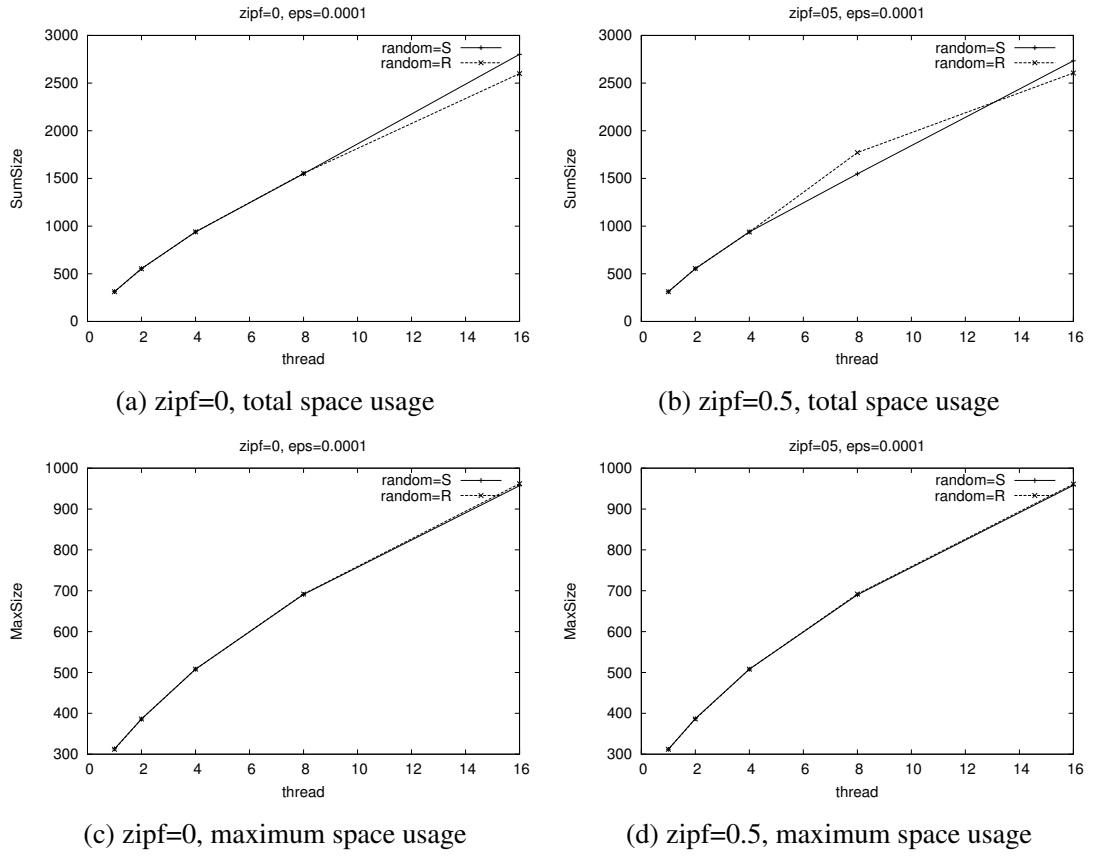 zipf=0, eps=0.0001
3000
2500
2000
1500
1000
500
0
SumSize
random=S
random=R
0 2 4 6 8 10 12 14 16
thread
(a) zipf=0, total space usage
zipf=05, eps=0.0001
3000
2500
2000
1500
1000
500
0
SumSize
random=S
random=R
0 2 4 6 8 10 12 14 16
thread
(b) zipf=0.5, total space usage
zipf=0, eps=0.0001
1000
900
800
700
600
500
400
300
MaxSize
random=S
random=R
0 2 4 6 8 10 12 14 16
thread
(c) zipf=0, maximum space usage
zipf=05, eps=0.0001
1000
900
800
700
600
500
400
300
MaxSize
random=S
random=R
0 2 4 6 8 10 12 14 16
thread
(d) zipf=0.5, maximum space usage